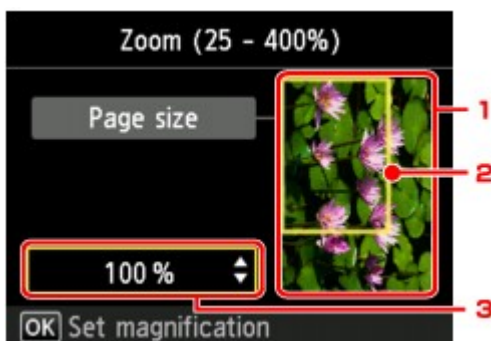 Zoom (25 - 400%)
Page size
1
2
100 %
3
OK Set magnification